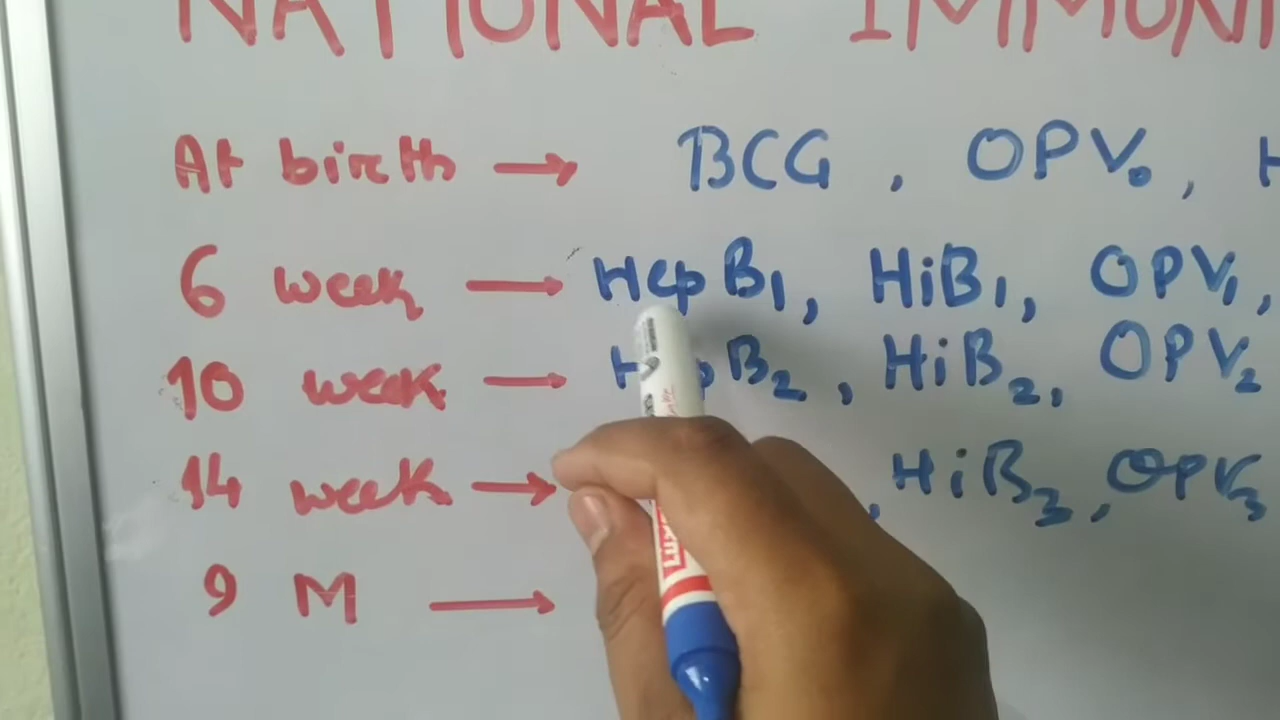 NATIONAL IMMUNI
At birth → BCG, OPV₀, H
6 week → HepB₁, HiB₁, OPV₁,
10 week → B₂, HiB₂, OPV₂
14 week → , HiB₃, OPV₃
9 M →
LUX